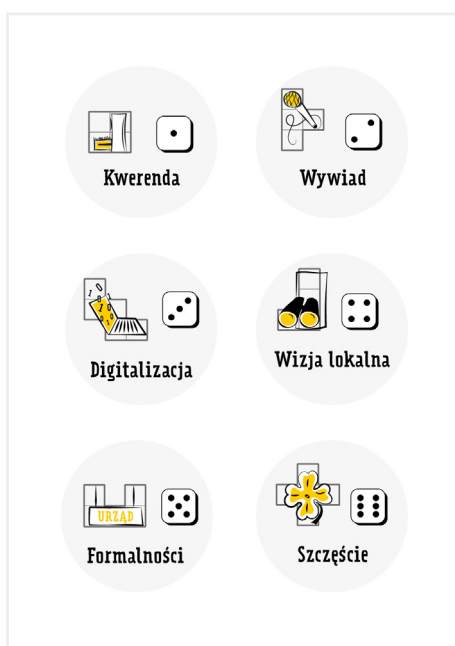 Kwerenda
Wywiad
Digitalizacja
Wizja lokalna
URZĄD
Formalności
Szczęście